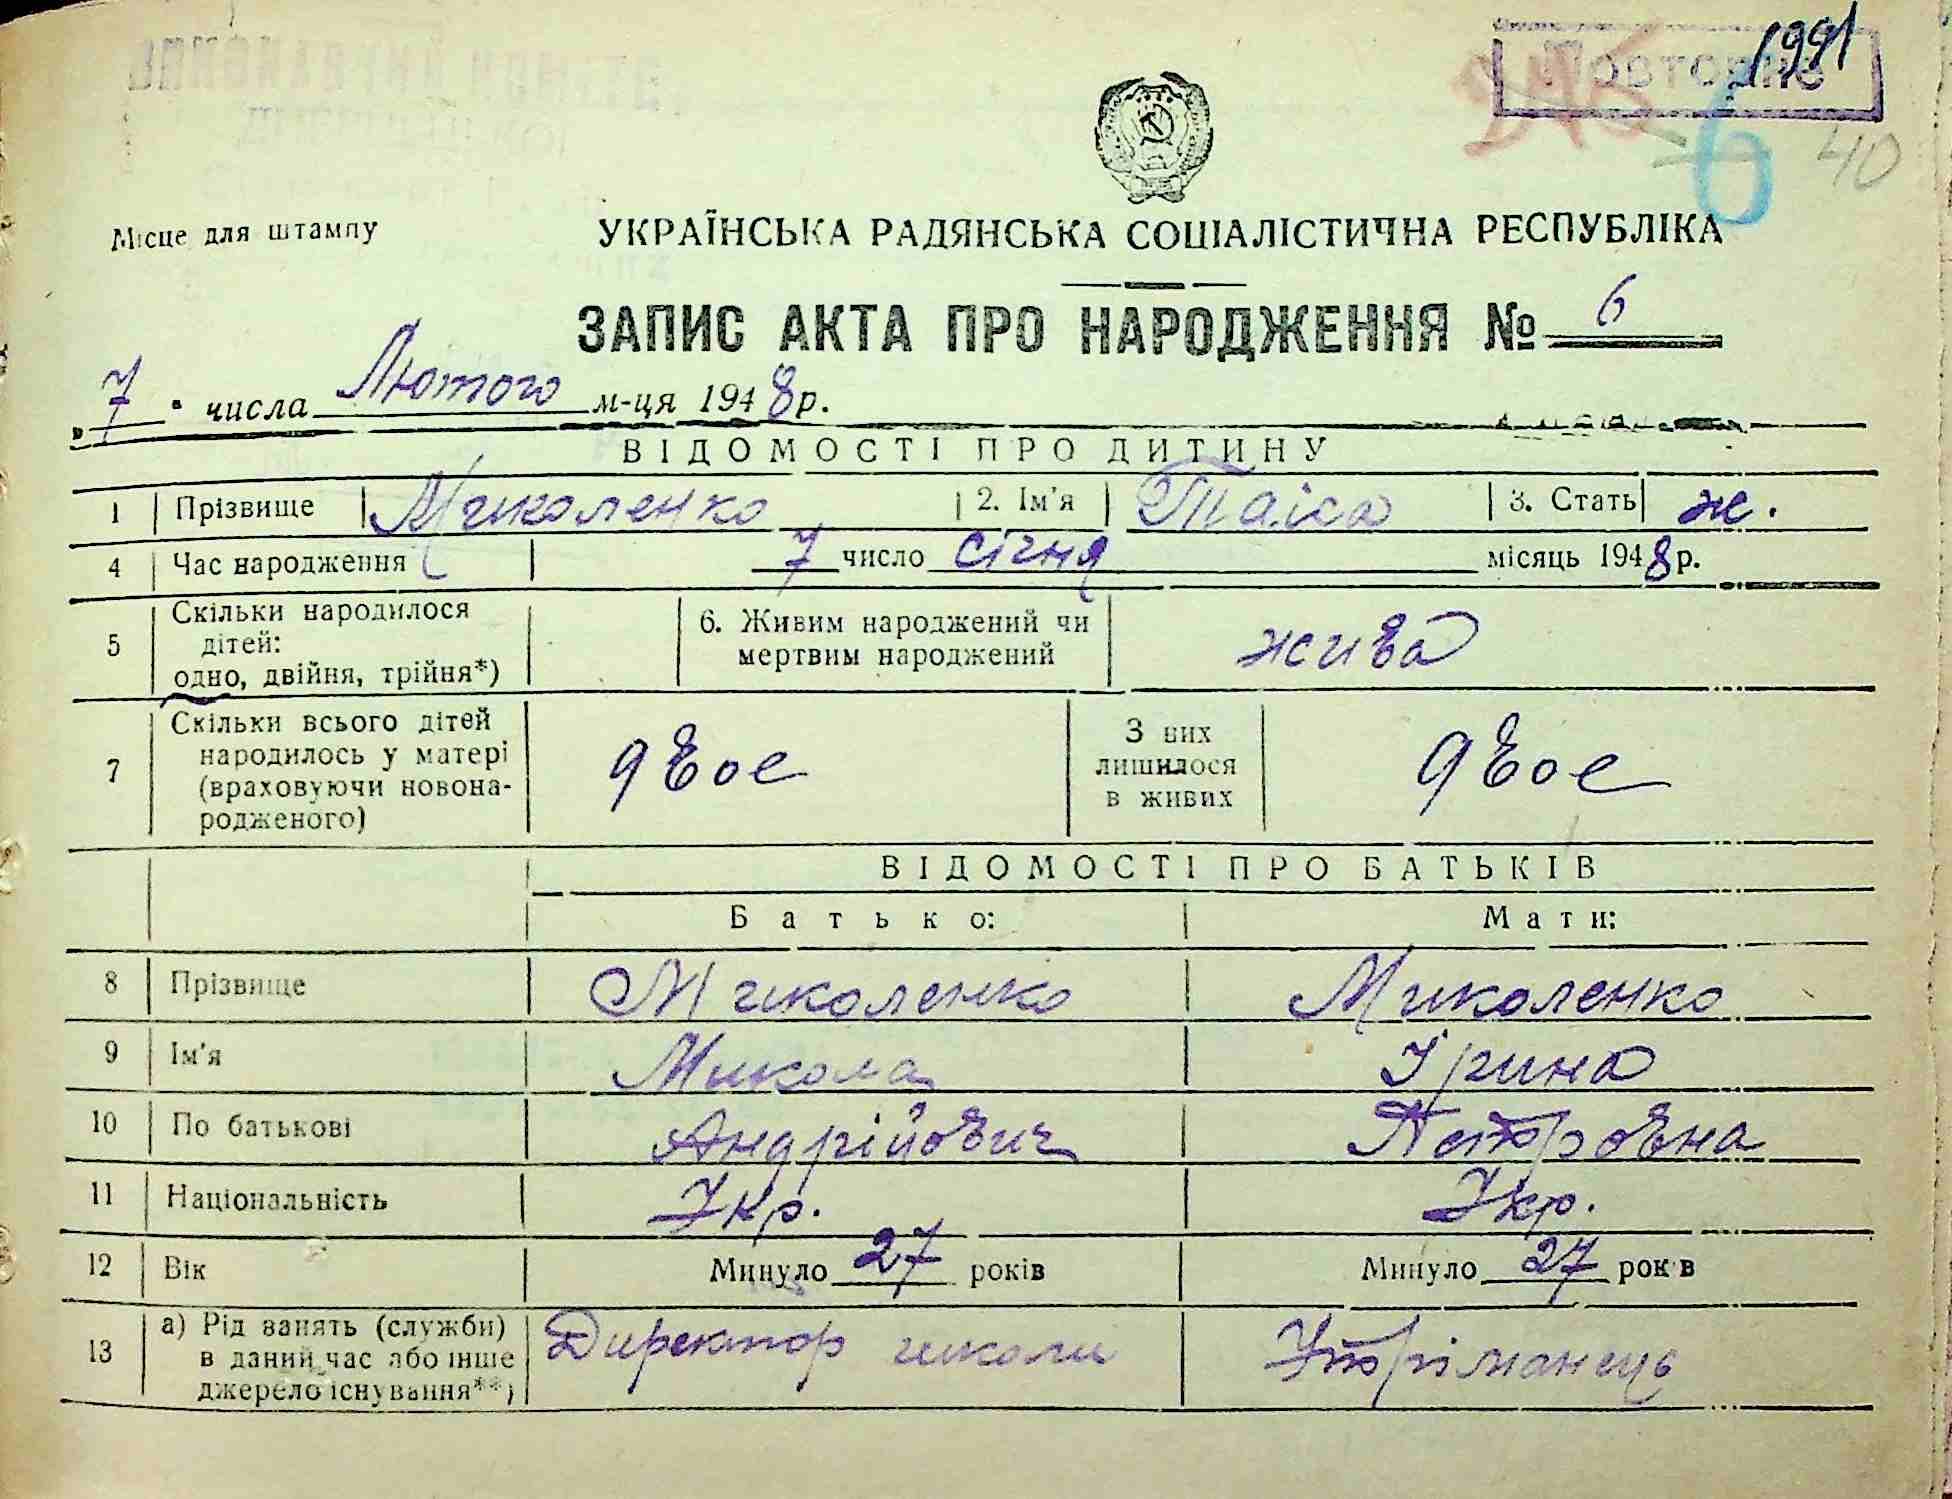 1991
Повторно
6 40
Місце для штампу
УКРАЇНСЬКА РАДЯНСЬКА СОЦІАЛІСТИЧНА РЕСПУБЛІКА
ЗАПИС АКТА ПРО НАРОДЖЕННЯ № 6
„7“ числа Лютого м-ця 1948 р.
ВІДОМОСТІ ПРО ДИТИНУ
1 Прізвище Миколенко 2. Ім'я Таїса 3. Стать ж.
4 Час народження 7 число січня місяць 1948 р.
5 Скільки народилося дітей: одно, двійня, трійня*) 6. Живим народжений чи мертвим народжений жива
7 Скільки всього дітей народилось у матері (враховуючи новонародженого) двоє З них лишилося в живих двоє
ВІДОМОСТІ ПРО БАТЬКІВ
Батько: Мати:
8 Прізвище Миколенко Миколенко
9 Ім'я Микола Ірина
10 По батькові Андрійович Петровна
11 Національність Укр. Укр.
12 Вік Минуло 27 років Минуло 27 років
13 а) Рід занять (служби) в даний час або інше джерело існування**) Директор школи Утріманець